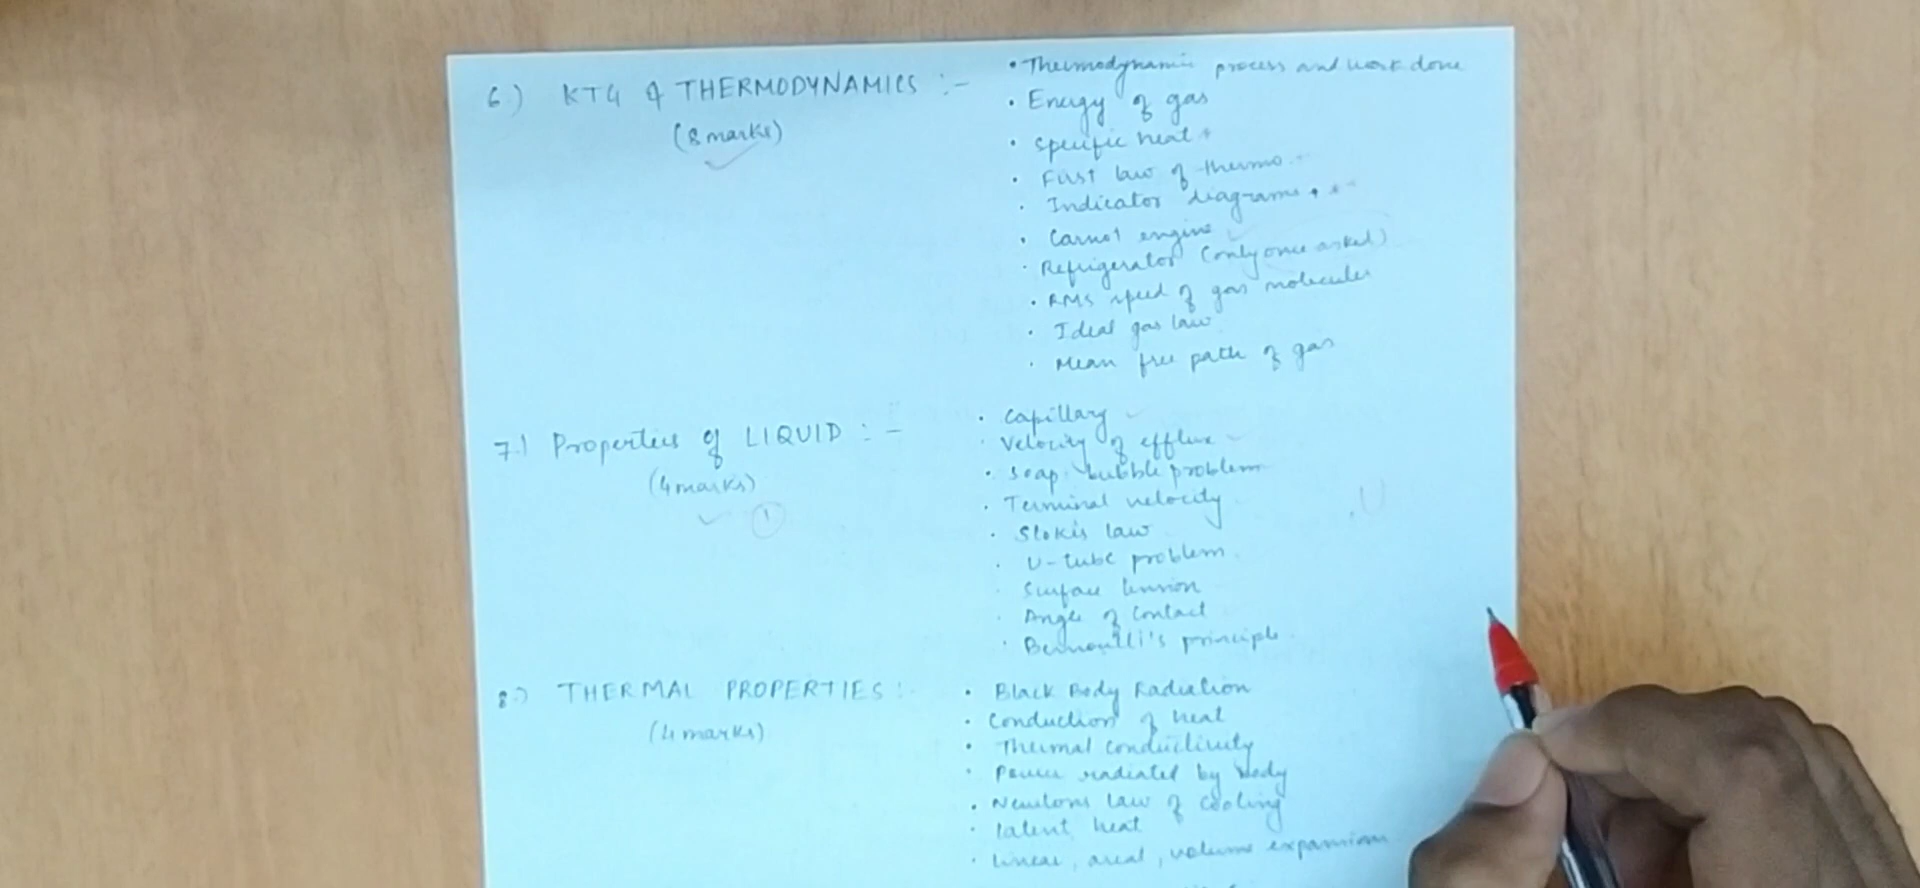 6.) KTG & THERMODYNAMICS :-
(8 marks)
• Thermodynamic process and work done
• Energy of gas
• Specific heat
• First law of thermo.
• Indicator diagrams
• Carnot engine
• Refrigerator (only once asked)
• RMS speed of gas molecules
• Ideal gas law
• Mean free path of gas
7.) Properties of LIQUID :-
(4 marks)
1
• Capillary
• Velocity of efflux
• Soap bubble problem
• Terminal velocity
• Stokes law
• U-tube problem
• Surface tension
• Angle of contact
• Bernoulli's principle
U
8.) THERMAL PROPERTIES :-
(4 marks)
• Black Body Radiation
• Conduction of heat
• Thermal conductivity
• Power radiated by body
• Newtons law of cooling
• latent heat
• linear, areal, volume expansion